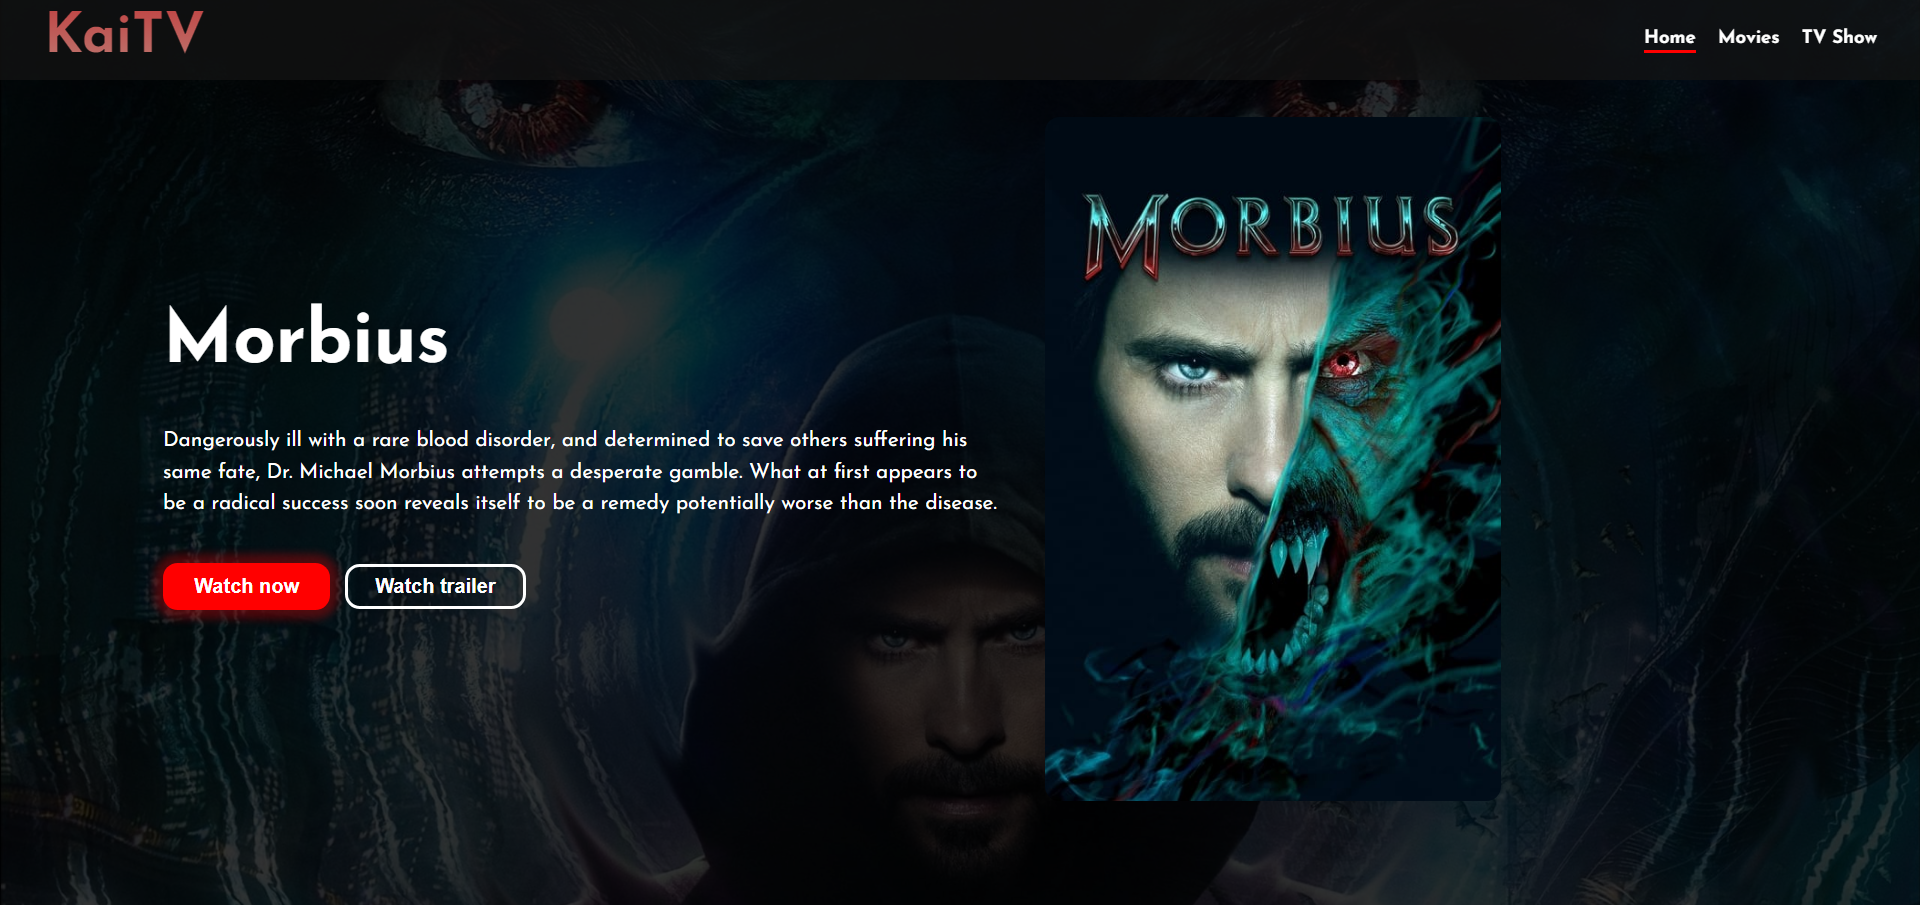 KaiTV
Home
Movies
TV Show
Morbius
Dangerously ill with a rare blood disorder, and determined to save others suffering his
same fate, Dr. Michael Morbius attempts a desperate gamble. What at first appears to
be a radical success soon reveals itself to be a remedy potentially worse than the disease.
Watch now
Watch trailer
MORBIUS